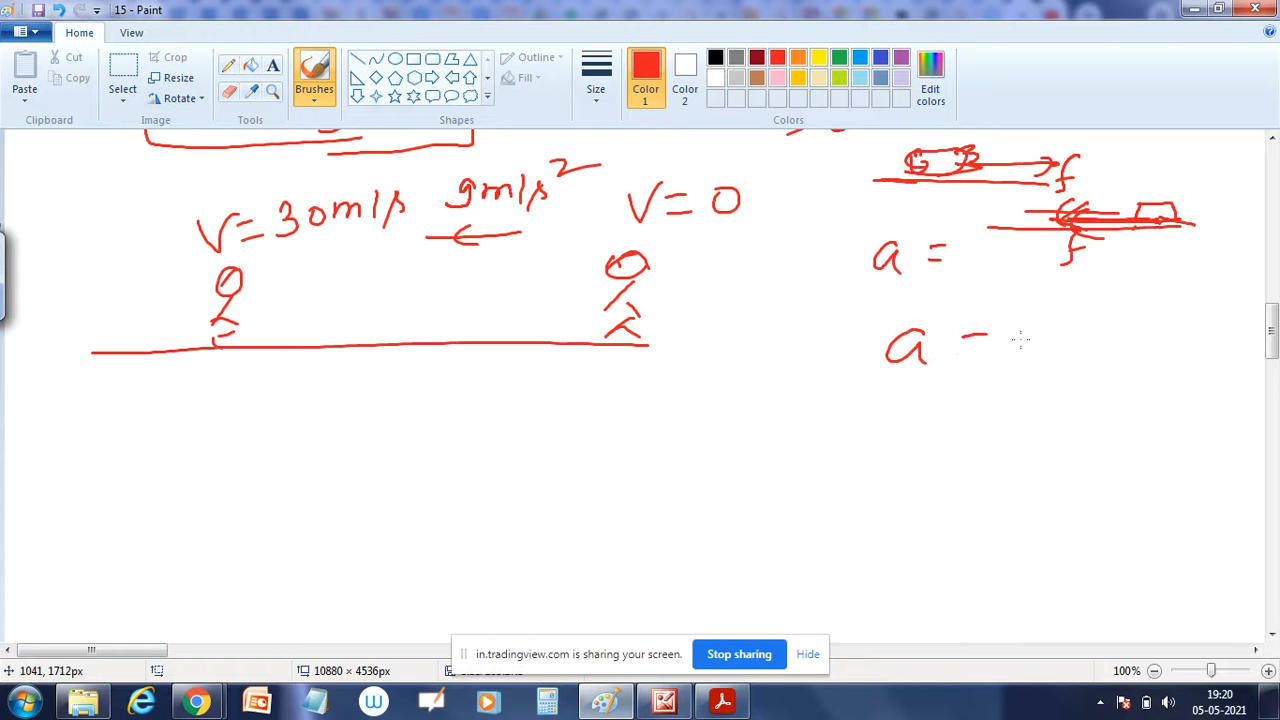 15 - Paint
Home View
Paste
Cut
Copy
Clipboard
Select
Crop
Resize
Rotate
Image
Tools
Brushes
Outline
Fill
Shapes
Size
Color 1
Color 2
Edit colors
Colors
V = 30 m/s 9 m/s² V = 0
f
f
a =
a -
in.tradingview.com is sharing your screen. Stop sharing Hide
1041, 1712px 10880 × 4536px 100%
19:20
05-05-2021